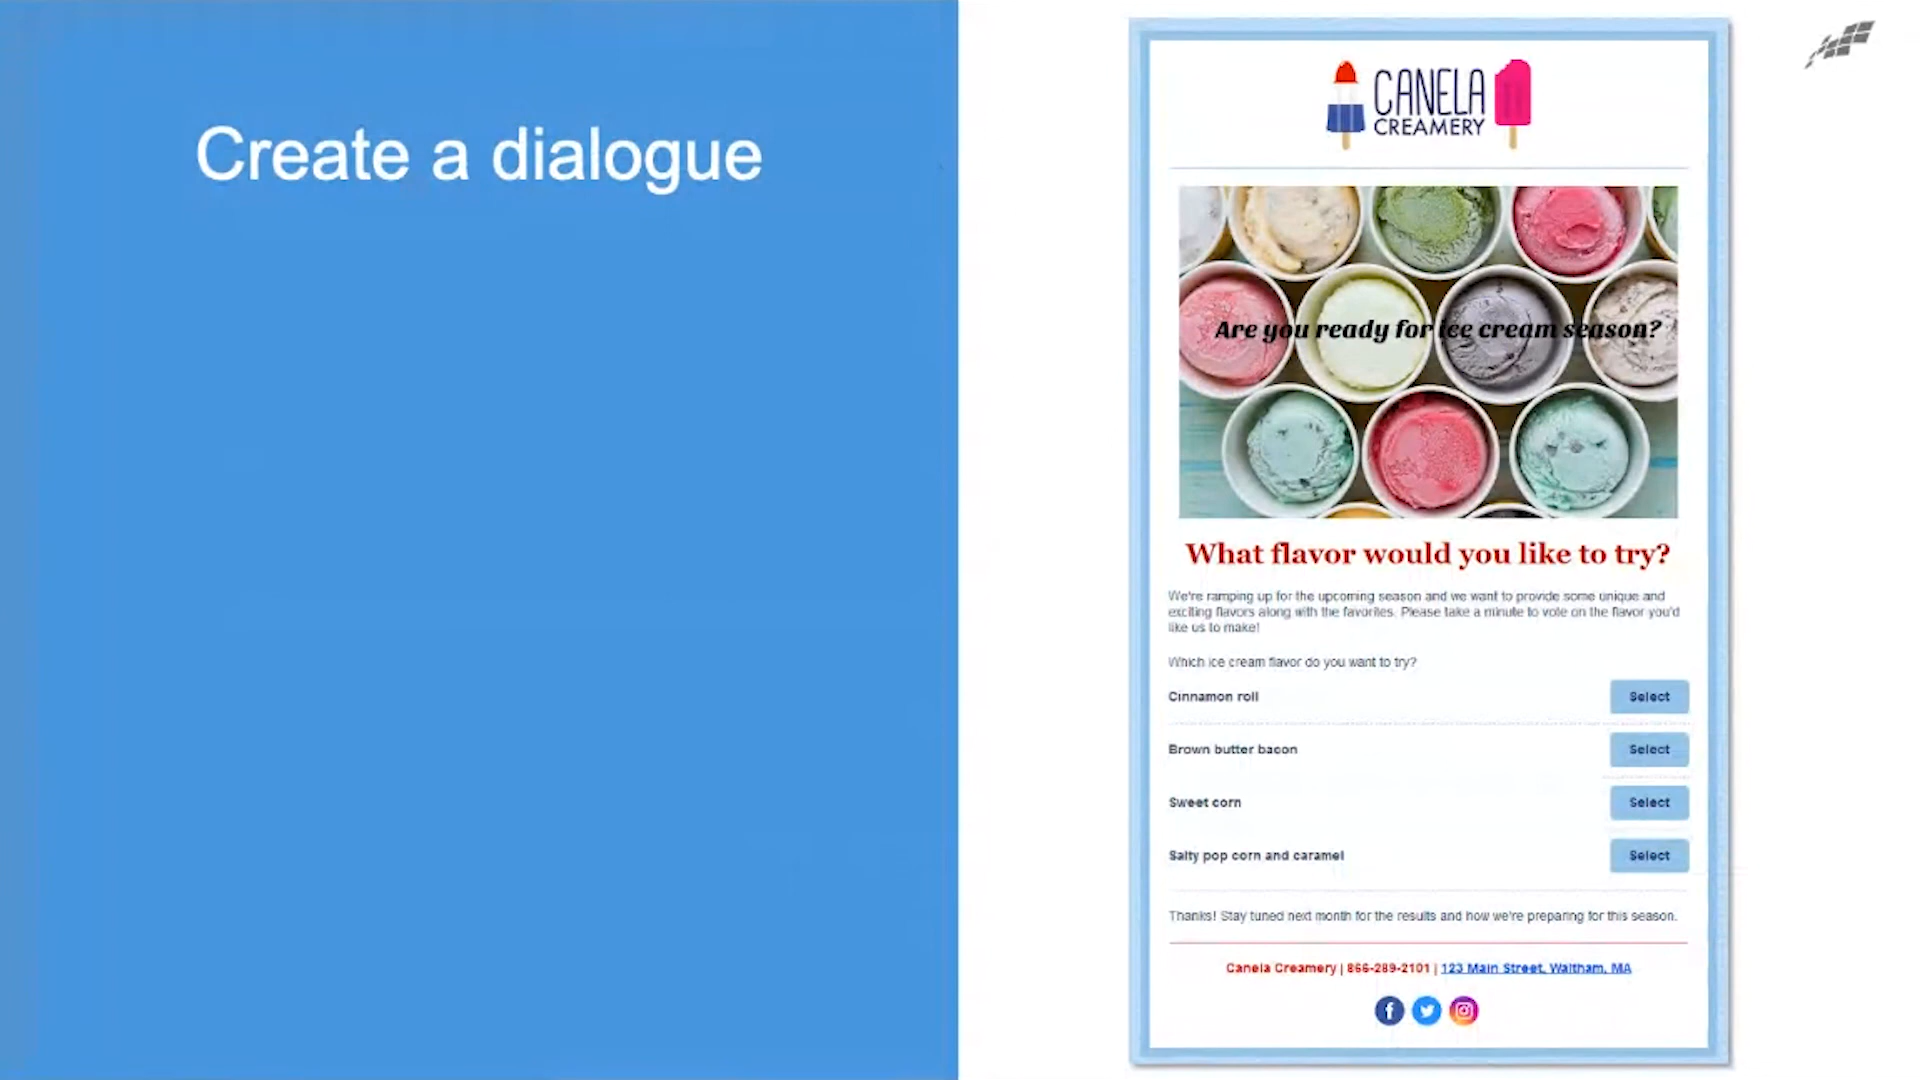 Create a dialogue
CANELA
CREAMERY
Are you ready for ice cream season?
What flavor would you like to try?
We're ramping up for the upcoming season and we want to provide some unique and
exciting flavors along with the favorites. Please take a minute to vote on the flavor you'd
like us to make!
Which ice cream flavor do you want to try?
Cinnamon roll Select
Brown butter bacon Select
Sweet corn Select
Salty pop corn and caramel Select
Thanks! Stay tuned next month for the results and how we're preparing for this season.
Canela Creamery | 866-289-2101 | 123 Main Street, Waltham, MA